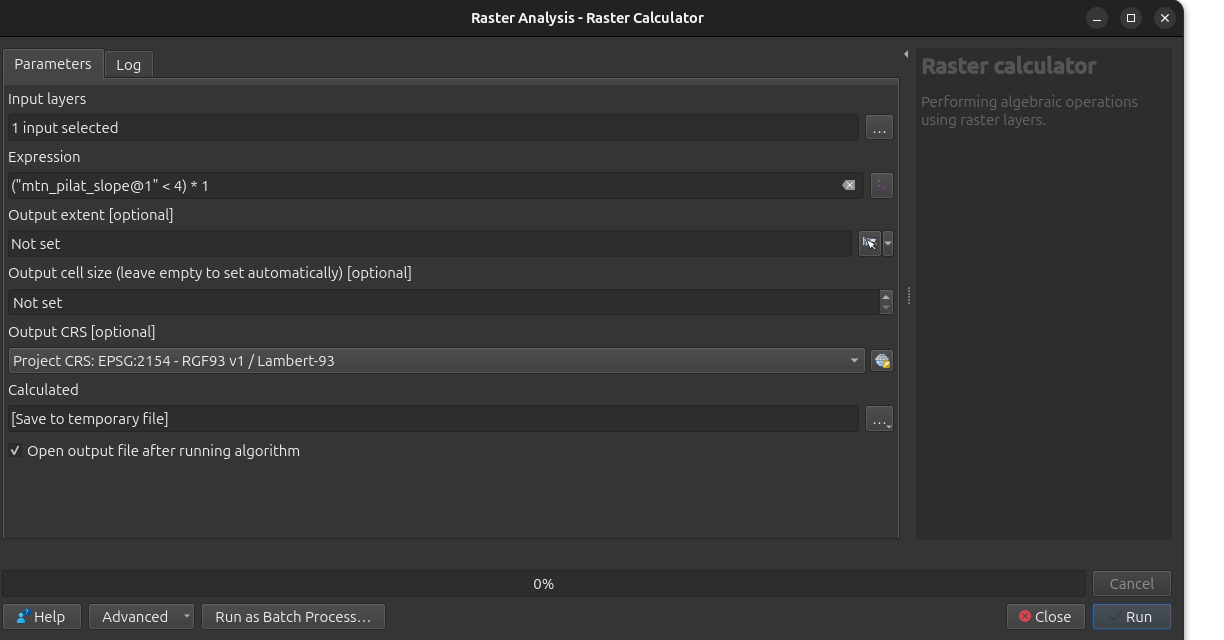 Raster Analysis - Raster Calculator
Parameters
Log
Raster calculator
Performing algebraic operations
using raster layers.
Input layers
1 input selected
...
Expression
("mtn_pilat_slope@1" < 4) * 1
Output extent [optional]
Not set
Output cell size (leave empty to set automatically) [optional]
Not set
Output CRS [optional]
Project CRS: EPSG:2154 - RGF93 v1 / Lambert-93
Calculated
[Save to temporary file]
...
Open output file after running algorithm
0%
Cancel
Help
Advanced
Run as Batch Process…
Close
Run